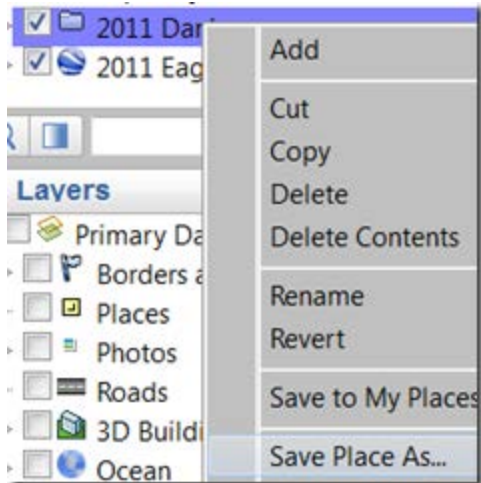 2011 Dar
2011 Eag
Layers
Primary Da
Borders a
Places
Photos
Roads
3D Buildi
Ocean
Add
Cut
Copy
Delete
Delete Contents
Rename
Revert
Save to My Places
Save Place As...